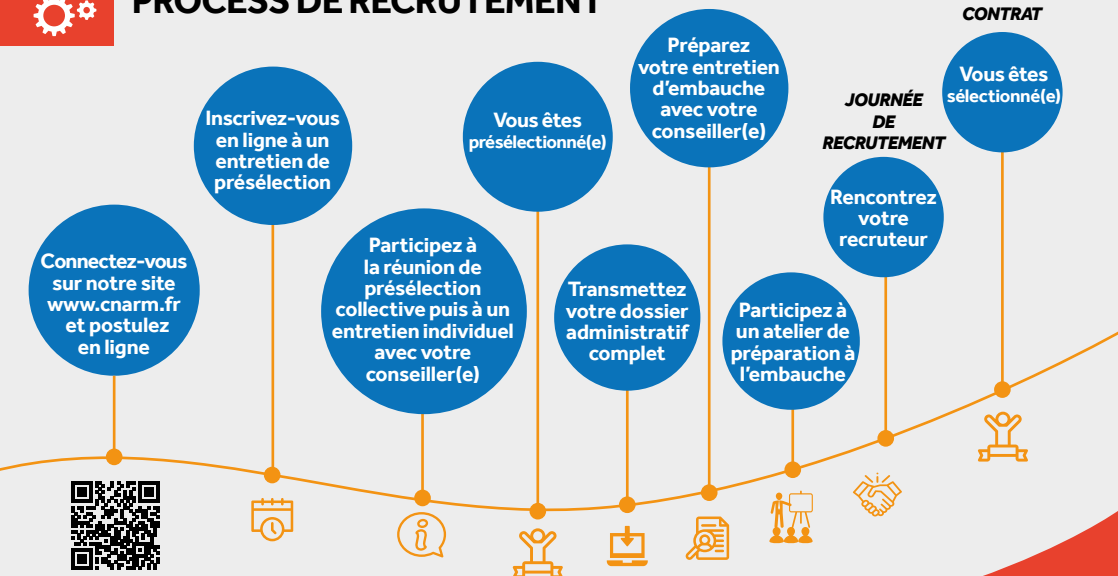 PROCESS DE RECRUTEMENT
Connectez-vous
sur notre site
www.cnarm.fr
et postulez
en ligne
Inscrivez-vous
en ligne à un
entretien de
présélection
Participez à
la réunion de
présélection
collective puis à un
entretien individuel
avec votre
conseiller(e)
Vous êtes
présélectionné(e)
Transmettez
votre dossier
administratif
complet
Préparez
votre entretien
d'embauche
avec votre
conseiller(e)
Participez à
un atelier de
préparation à
l'embauche
JOURNÉE
DE
RECRUTEMENT
Rencontrez
votre
recruteur
CONTRAT
Vous êtes
sélectionné(e)